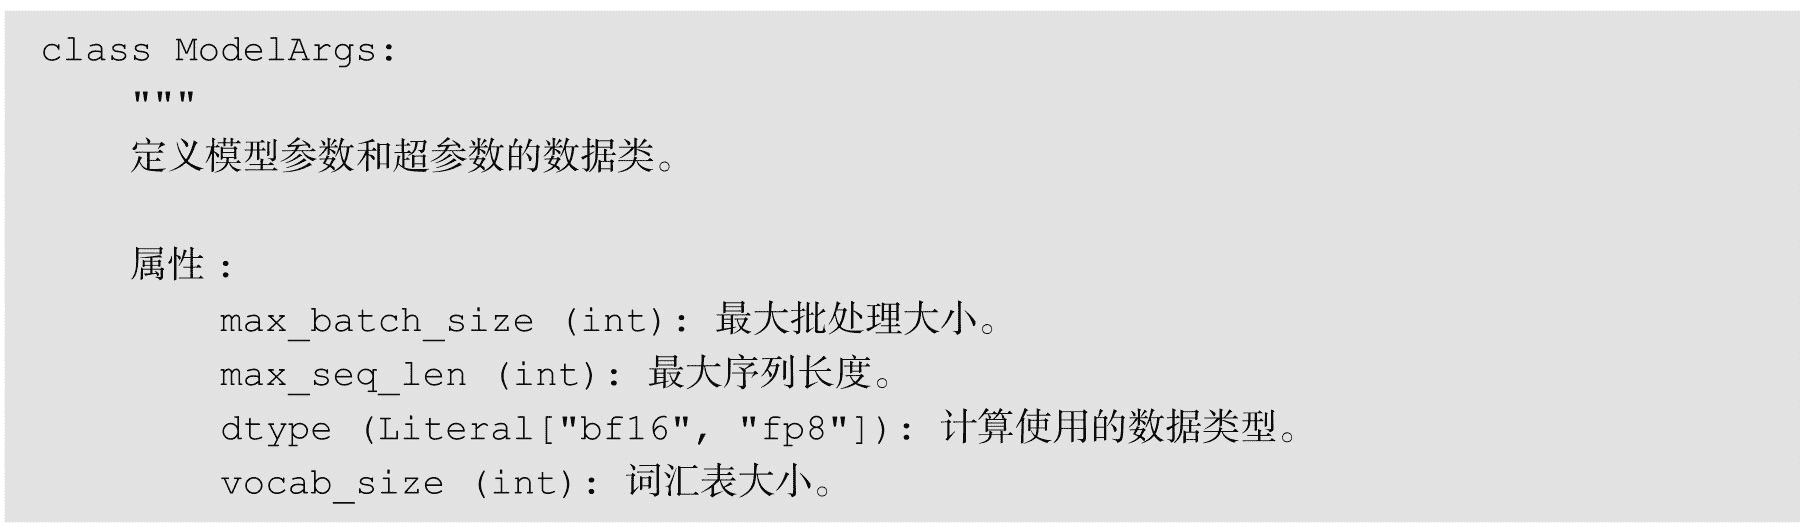 class ModelArgs:
"""
定义模型参数和超参数的数据类。
属性:
max_batch_size (int): 最大批处理大小。
max_seq_len (int): 最大序列长度。
dtype (Literal["bf16", "fp8"]): 计算使用的数据类型。
vocab_size (int): 词汇表大小。